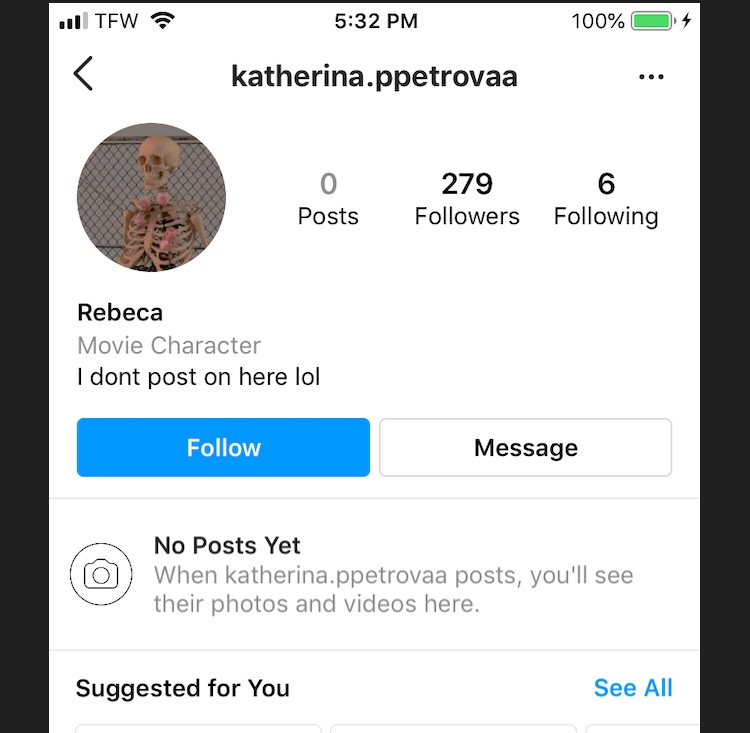 TFW 5:32 PM 100%
katherina.ppetrovaa
0 279 6
Posts Followers Following
Rebeca
Movie Character
I dont post on here lol
Follow Message
No Posts Yet
When katherina.ppetrovaa posts, you'll see
their photos and videos here.
Suggested for You See All